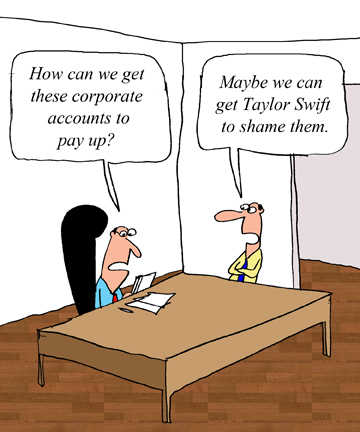 How can we get
these corporate
accounts to
pay up?
Maybe we can
get Taylor Swift
to shame them.